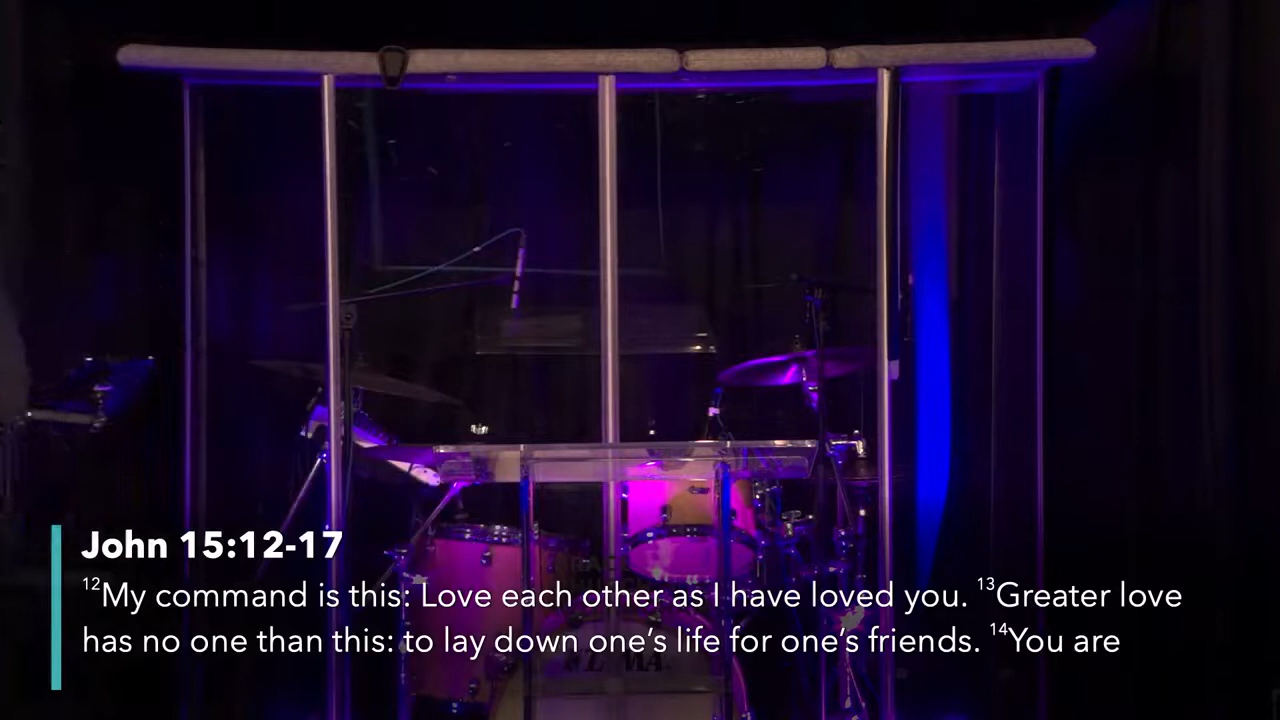 John 15:12-17
¹²My command is this: Love each other as I have loved you. ¹³Greater love
has no one than this: to lay down one’s life for one’s friends. ¹⁴You are